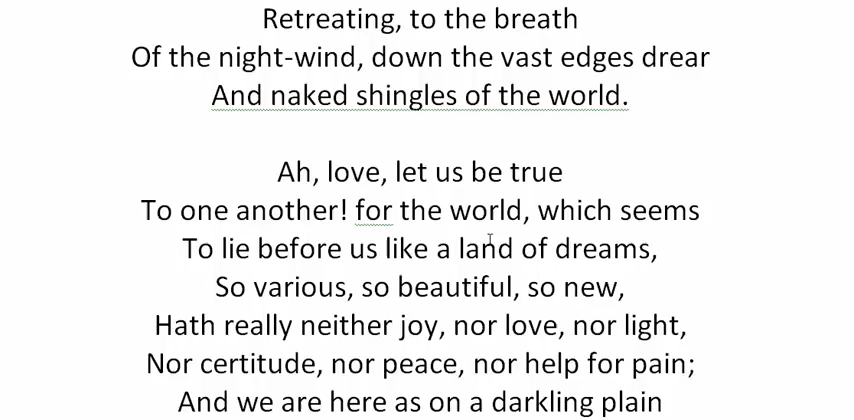 Retreating, to the breath
Of the night-wind, down the vast edges drear
And naked shingles of the world.
Ah, love, let us be true
To one another! for the world, which seems
To lie before us like a land of dreams,
So various, so beautiful, so new,
Hath really neither joy, nor love, nor light,
Nor certitude, nor peace, nor help for pain;
And we are here as on a darkling plain